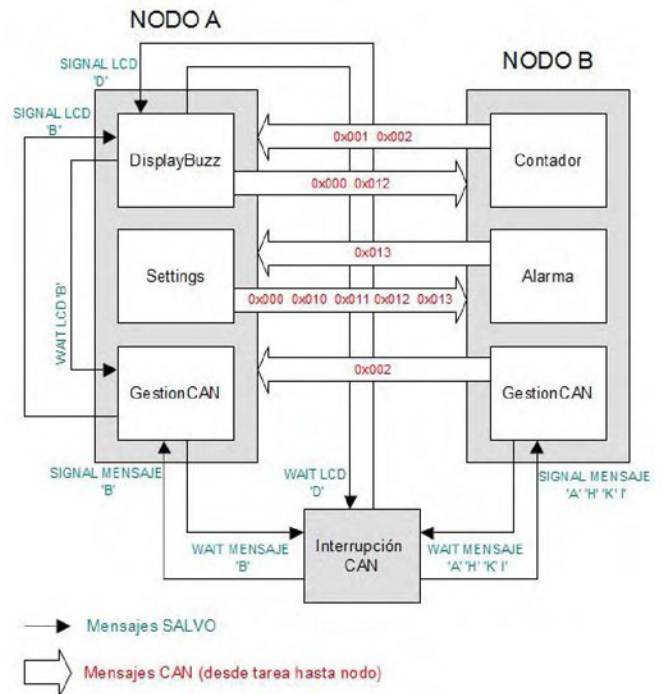 NODO A
NODO B
SIGNAL LCD
'D'
SIGNAL LCD
'B'
DisplayBuzz
0x001 0x002
Contador
0x000 0x012
Settings
0x013
Alarma
0x000 0x010 0x011 0x012 0x013
WAIT LCD 'B'
GestionCAN
0x002
GestionCAN
SIGNAL MENSAJE
'B'
WAIT LCD
'D'
SIGNAL MENSAJE
'A' 'H' 'K' I'
WAIT MENSAJE
'B'
Interrupción
CAN
WAIT MENSAJE
'A' 'H' 'K' I'
Mensajes SALVO
Mensajes CAN (desde tarea hasta nodo)